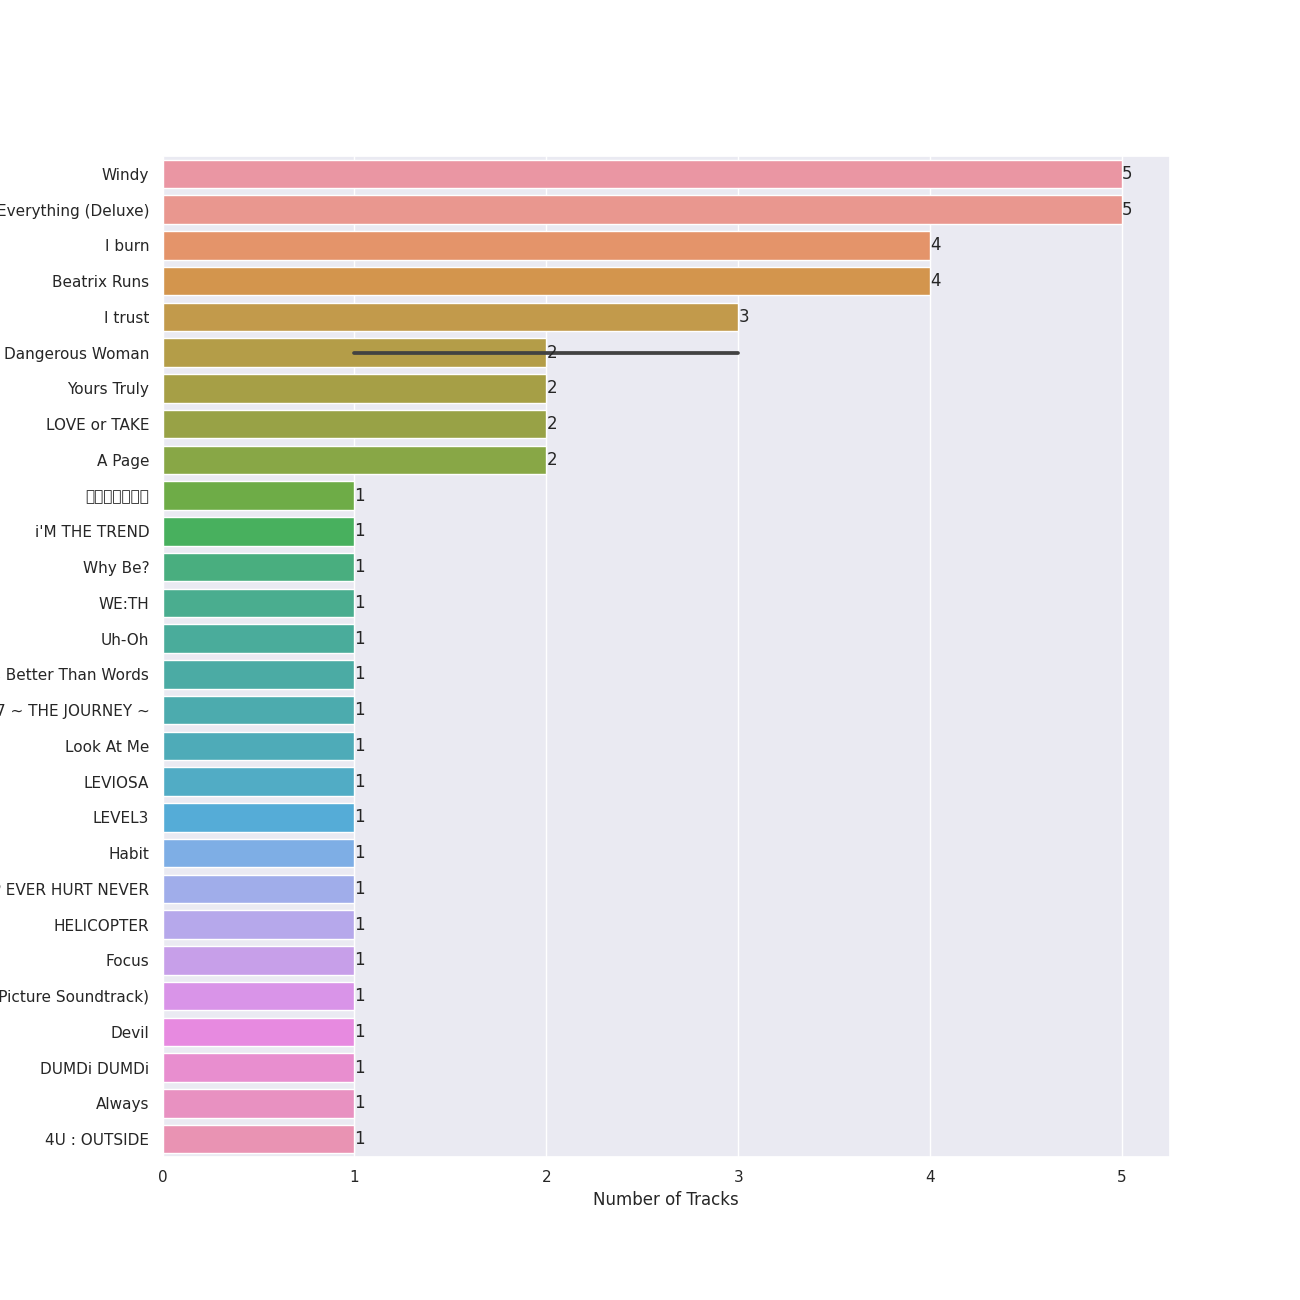 Windy 5
Everything (Deluxe) 5
I burn 4
Beatrix Runs 4
I trust 3
Dangerous Woman 2
Yours Truly 2
LOVE or TAKE 2
A Page 2
1
i'M THE TREND 1
Why Be? 1
WE:TH 1
Uh-Oh 1
Better Than Words 1
7 ~ THE JOURNEY ~ 1
Look At Me 1
LEVIOSA 1
LEVEL3 1
Habit 1
EVER HURT NEVER 1
HELICOPTER 1
Focus 1
Picture Soundtrack) 1
Devil 1
DUMDi DUMDi 1
Always 1
4U : OUTSIDE 1
0 1 2 3 4 5
Number of Tracks